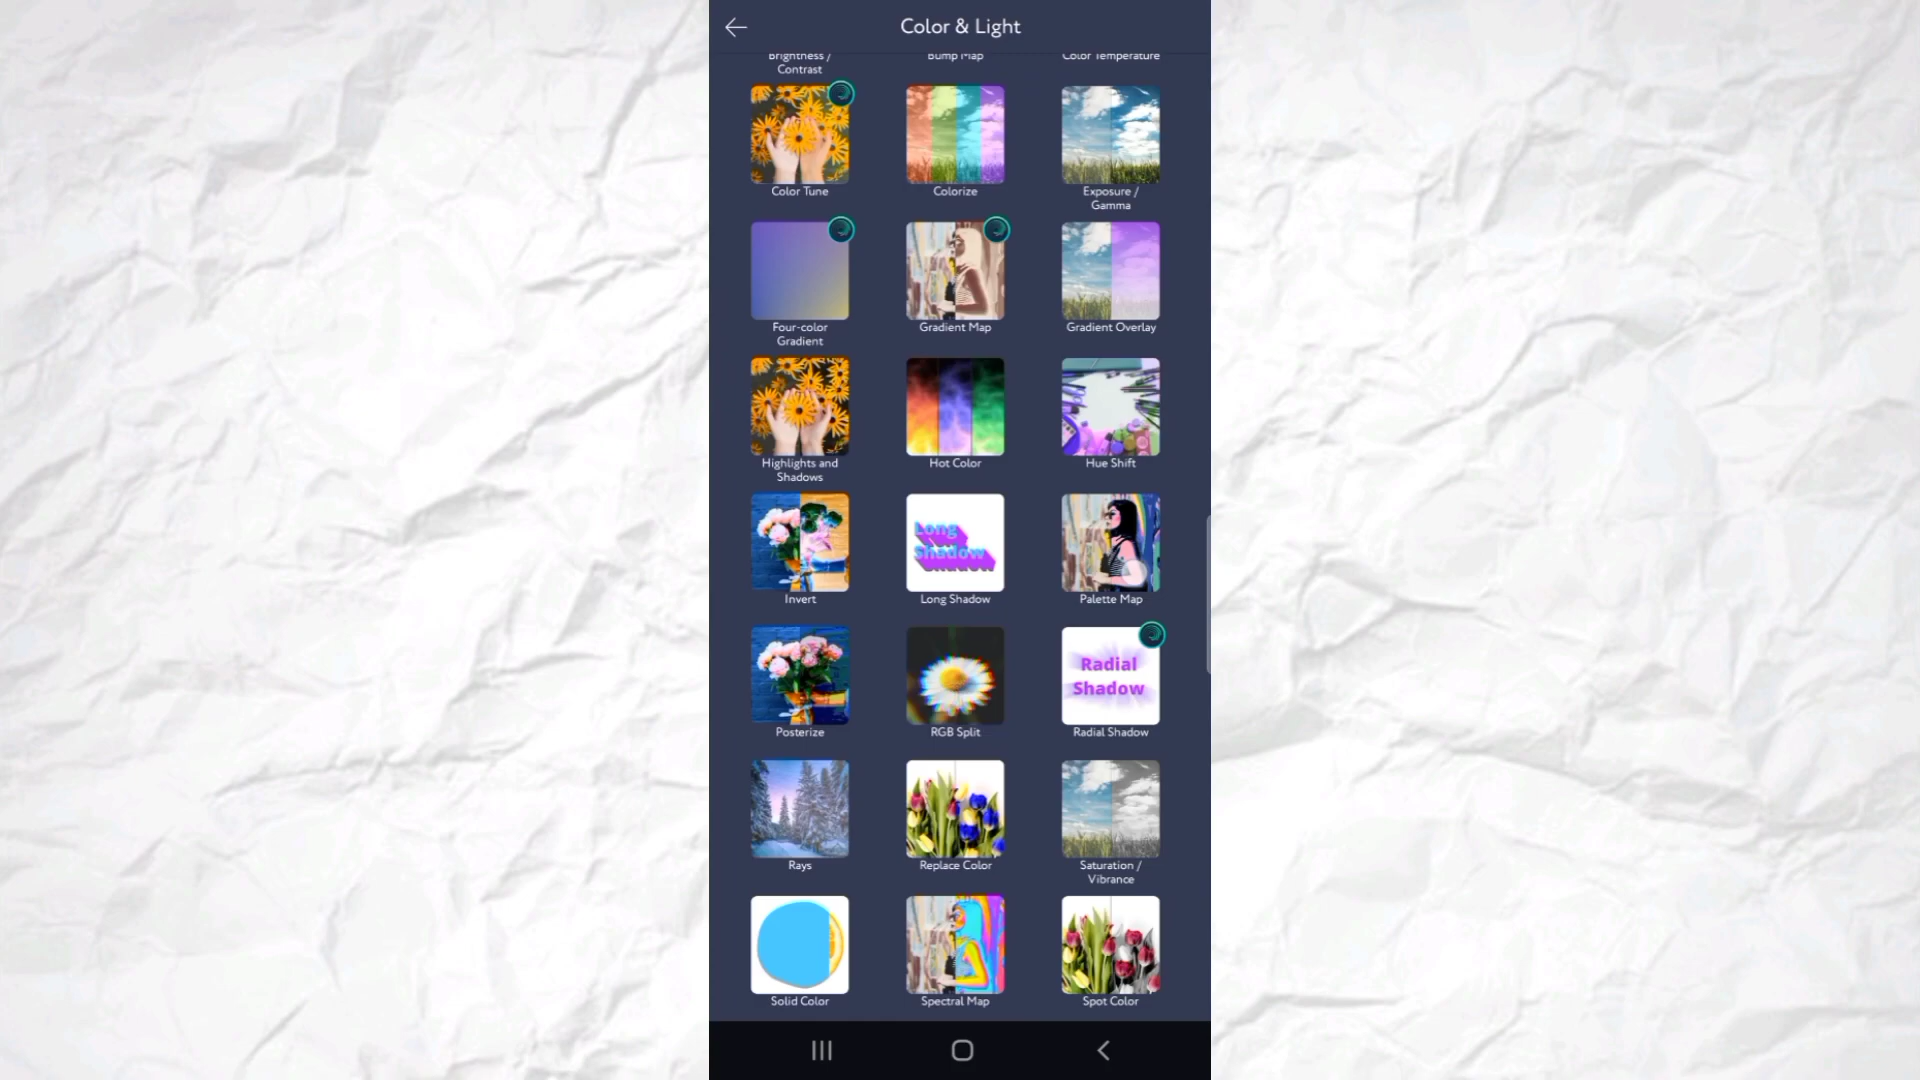 Color & Light
Brightness /
Contrast
Bump Map
Color Temperature
Color Tune
Colorize
Exposure /
Gamma
Four-color
Gradient
Gradient Map
Gradient Overlay
Highlights and
Shadows
Hot Color
Hue Shift
Invert
Long
Shadow
Long Shadow
Palette Map
Posterize
RGB Split
Radial
Shadow
Radial Shadow
Rays
Replace Color
Saturation /
Vibrance
Solid Color
Spectral Map
Spot Color